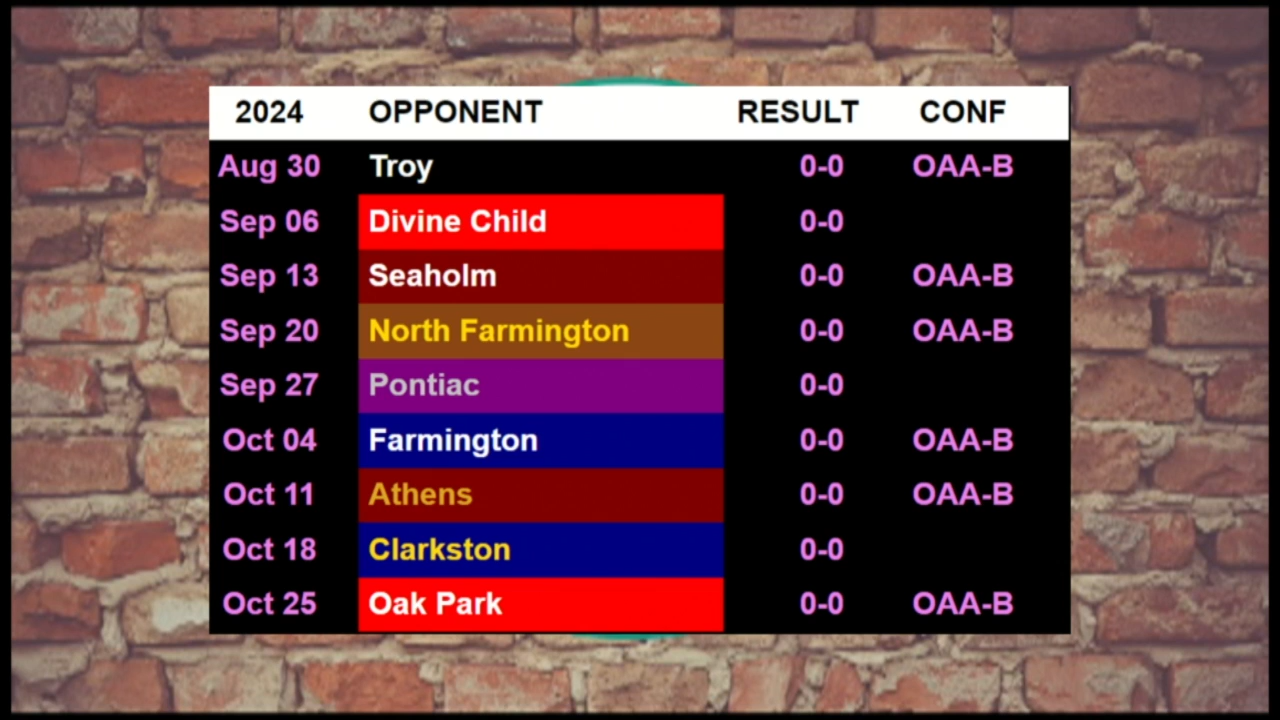 2024 OPPONENT RESULT CONF
Aug 30 Troy 0-0 OAA-B
Sep 06 Divine Child 0-0
Sep 13 Seaholm 0-0 OAA-B
Sep 20 North Farmington 0-0 OAA-B
Sep 27 Pontiac 0-0
Oct 04 Farmington 0-0 OAA-B
Oct 11 Athens 0-0 OAA-B
Oct 18 Clarkston 0-0
Oct 25 Oak Park 0-0 OAA-B